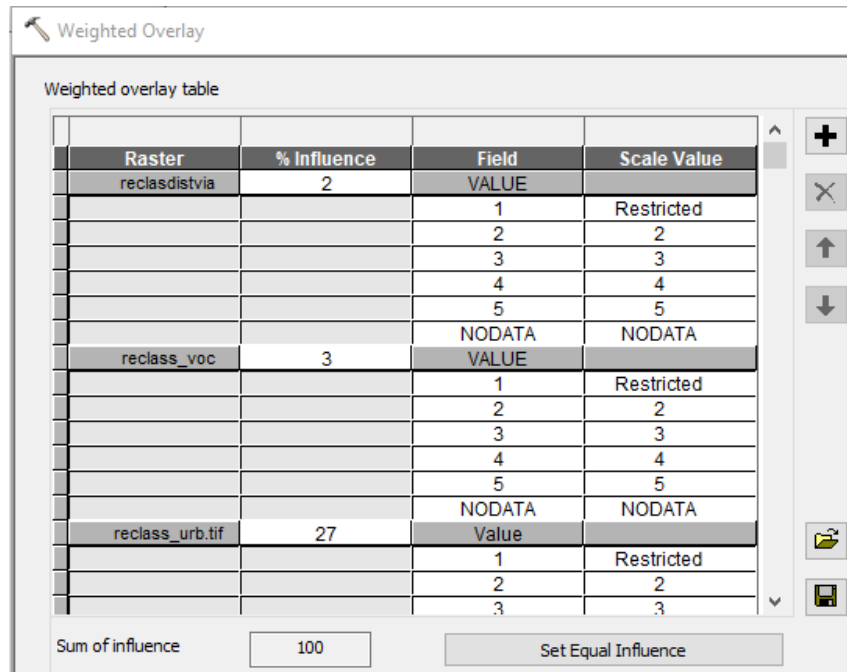 Weighted Overlay
Weighted overlay table
Raster % Influence Field Scale Value
reclasdistvia 2 VALUE
1 Restricted
2 2
3 3
4 4
5 5
NODATA NODATA
reclass_voc 3 VALUE
1 Restricted
2 2
3 3
4 4
5 5
NODATA NODATA
reclass_urb.tif 27 Value
1 Restricted
2 2
3 3
Sum of influence 100 Set Equal Influence